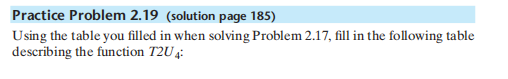 Practice Problem 2.19 (solution page 185)
Using the table you filled in when solving Problem 2.17, fill in the following table
describing the function T2U4: